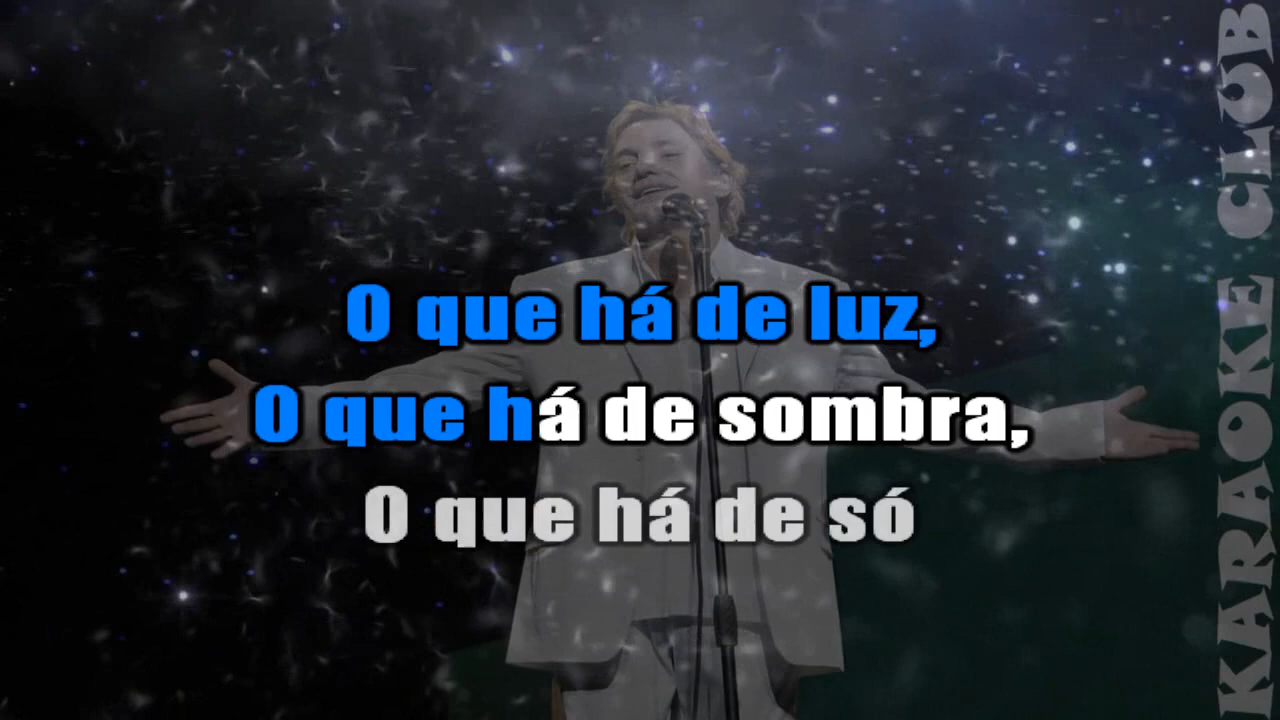 O que há de luz,
O que há de sombra,
O que há de só
KARAOKE CLUB